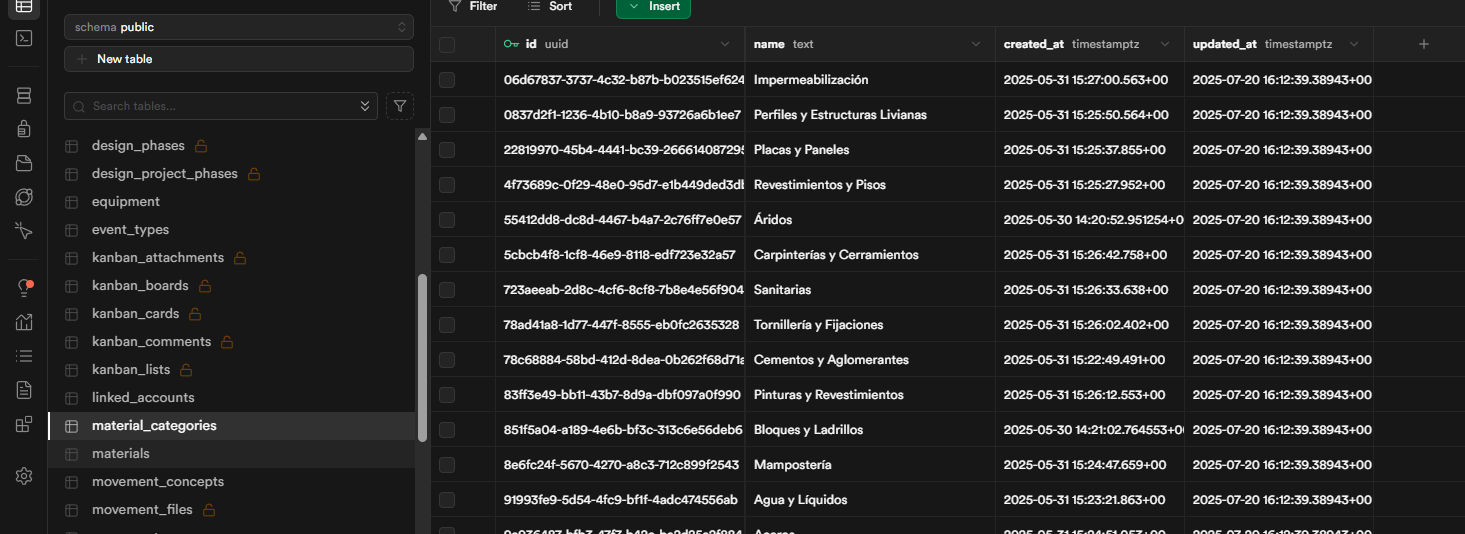 schema public
New table
Search tables...
design_phases
design_project_phases
equipment
event_types
kanban_attachments
kanban_boards
kanban_cards
kanban_comments
kanban_lists
linked_accounts
material_categories
materials
movement_concepts
movement_files
Filter Sort Insert
id uuid name text created_at timestamptz updated_at timestamptz
06d67837-3737-4c32-b87b-b023515ef624 Impermeabilización 2025-05-31 15:27:00.563+00 2025-07-20 16:12:39.38943+00
0837d2f1-1236-4b10-b8a9-93726a6b1ee7 Perfiles y Estructuras Livianas 2025-05-31 15:25:50.564+00 2025-07-20 16:12:39.38943+00
22819970-45b4-4441-bc39-266614087295 Placas y Paneles 2025-05-31 15:25:37.855+00 2025-07-20 16:12:39.38943+00
4f73689c-0f29-48e0-95d7-e1b449ded3db Revestimientos y Pisos 2025-05-31 15:25:27.952+00 2025-07-20 16:12:39.38943+00
55412dd8-dc8d-4467-b4a7-2c76ff7e0e57 Áridos 2025-05-30 14:20:52.951254+0 2025-07-20 16:12:39.38943+00
5cbcb4f8-1cf8-46e9-8118-edf723e32a57 Carpinterías y Cerramientos 2025-05-31 15:26:42.758+00 2025-07-20 16:12:39.38943+00
723aeeab-2d8c-4cf6-8cf8-7b8e4e56f904 Sanitarias 2025-05-31 15:26:33.638+00 2025-07-20 16:12:39.38943+00
78ad41a8-1d77-447f-8555-eb0fc2635328 Tornillería y Fijaciones 2025-05-31 15:26:02.402+00 2025-07-20 16:12:39.38943+00
78c68884-58bd-412d-8dea-0b262f68d71a Cementos y Aglomerantes 2025-05-31 15:22:49.491+00 2025-07-20 16:12:39.38943+00
83ff3e49-bb11-43b7-8d9a-dbf097a0f990 Pinturas y Revestimientos 2025-05-31 15:26:12.553+00 2025-07-20 16:12:39.38943+00
851f5a04-a189-4e6b-bf3c-313c6e56deb6 Bloques y Ladrillos 2025-05-30 14:21:02.764553+0 2025-07-20 16:12:39.38943+00
8e6fc24f-5670-4270-a8c3-712c899f2543 Mampostería 2025-05-31 15:24:47.659+00 2025-07-20 16:12:39.38943+00
91993fe9-5d54-4fc9-bf1f-4adc474556ab Agua y Líquidos 2025-05-31 15:23:21.863+00 2025-07-20 16:12:39.38943+00